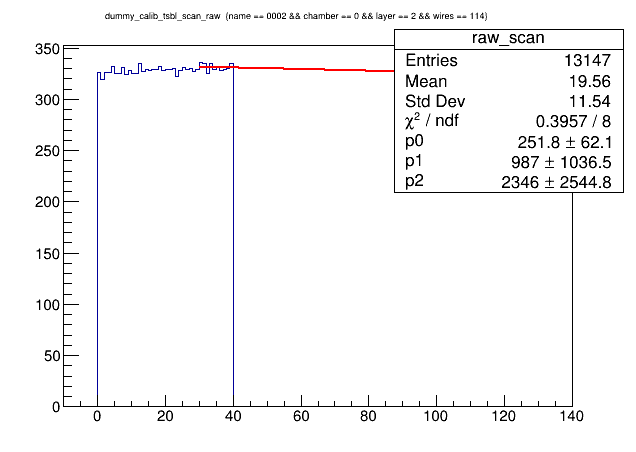 dummy_calib_tsbl_scan_raw {name == 0002 && chamber == 0 && layer == 2 && wires == 114}
raw_scan
Entries 13147
Mean 19.56
Std Dev 11.54
χ² / ndf 0.3957 / 8
p0 251.8 ± 62.1
p1 987 ± 1036.5
p2 2346 ± 2544.8
350
300
250
200
150
100
50
0
0 20 40 60 80 100 120 140